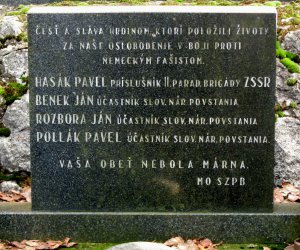 ČESŤ A SLÁVA HRDINOM, KTORÍ POLOŽILI ŽIVOTY
ZA NAŠE OSLOBODENIE V BOJI PROTI
NEMECKÝM FAŠISTOM.
HASÁK PAVEL PRÍSLUŠNÍK II. PARAD. BRIGÁDY ZSSR
BENEK JÁN ÚČASTNÍK SLOV. NÁR. POVSTANIA
ROZBORA JÁN ÚČASTNÍK SLOV. NÁR. POVSTANIA
POLLÁK PAVEL ÚČASTNÍK SLOV. NÁR. POVSTANIA.
VAŠA OBEŤ NEBOLA MÁRNA.
MO SZPB